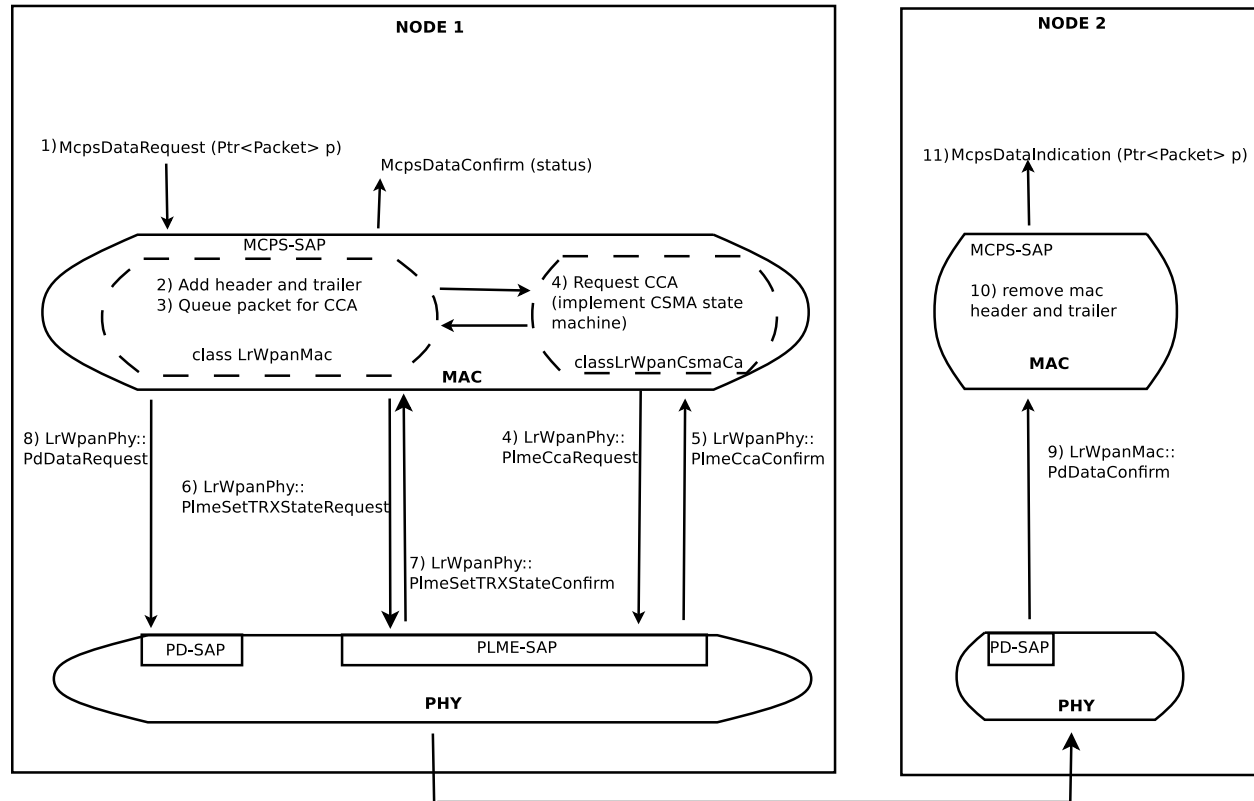 NODE 1
1) McpsDataRequest (Ptr<Packet> p)
McpsDataConfirm (status)
MCPS-SAP
2) Add header and trailer
3) Queue packet for CCA
class LrWpanMac
4) Request CCA
(implement CSMA state
machine)
classLrWpanCsmaCa
MAC
8) LrWpanPhy::
PdDataRequest
6) LrWpanPhy::
PlmeSetTRXStateRequest
7) LrWpanPhy::
PlmeSetTRXStateConfirm
4) LrWpanPhy::
PlmeCcaRequest
5) LrWpanPhy::
PlmeCcaConfirm
PD-SAP
PLME-SAP
PHY
NODE 2
11) McpsDataIndication (Ptr<Packet> p)
MCPS-SAP
10) remove mac
header and trailer
MAC
9) LrWpanMac::
PdDataConfirm
PD-SAP
PHY